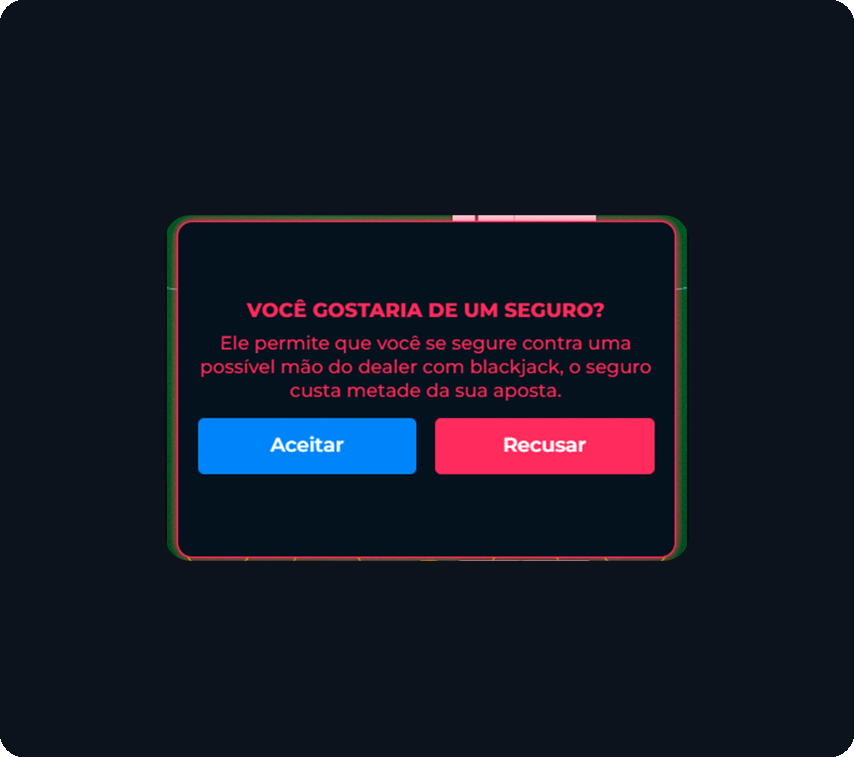 VOCÊ GOSTARIA DE UM SEGURO?
Ele permite que você se segure contra uma
possível mão do dealer com blackjack, o seguro
custa metade da sua aposta.
Aceitar
Recusar